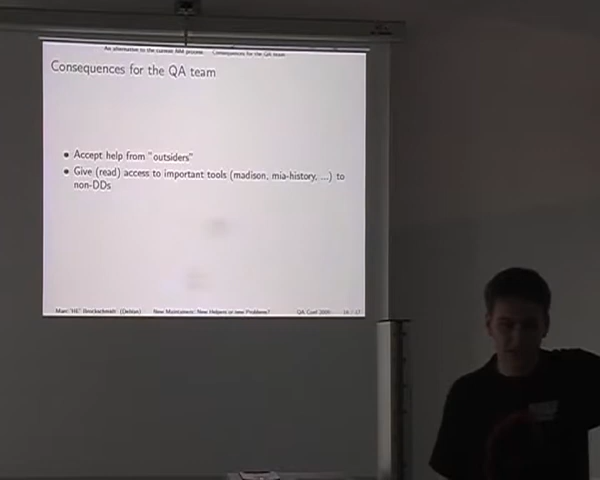 An alternative to the current NM process Consequences for the QA team
Consequences for the QA team
• Accept help from "outsiders"
• Give (read) access to important tools (madison, mia-history, ...) to
non-DDs
Marc 'HE' Brockschmidt (Debian) New Maintainers: New Helpers or new Problems? QA Conf 2005